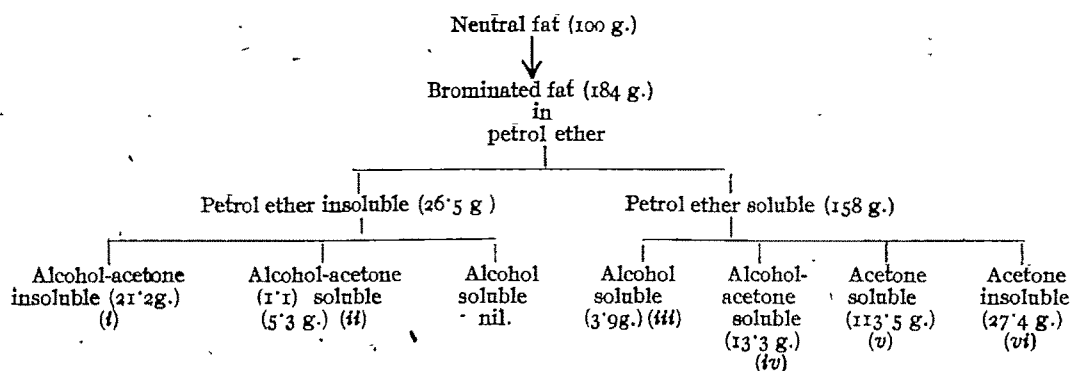 Neutral fat (100 g.)
Brominated fat (184 g.)
in
petrol ether
Petrol ether insoluble (26·5 g )
Petrol ether soluble (158 g.)
Alcohol-acetone
insoluble (21·2g.)
(i)
Alcohol-acetone
(1·1) soluble
(5·3 g.) (ii)
Alcohol
soluble
nil.
Alcohol
soluble
(3·9g.) (iii)
Alcohol-
acetone
soluble
(13·3 g.)
(iv)
Acetone
soluble
(113·5 g.)
(v)
Acetone
insoluble
(27·4 g.)
(vi)